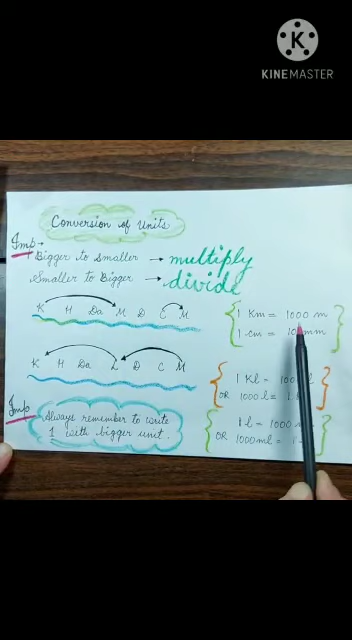 K
KINEMASTER
Conversion of Units
Imp →
Bigger to Smaller → multiply
Smaller to Bigger → divide
K H Da M D C M
1 Km = 1000 m
1 cm = 10 mm
K H Da L D C M
1 Kl = 100 l
OR 1000 l = 1
Imp
Always remember to write
1 with bigger unit.
1 l = 1000 m
OR 1000ml = 1